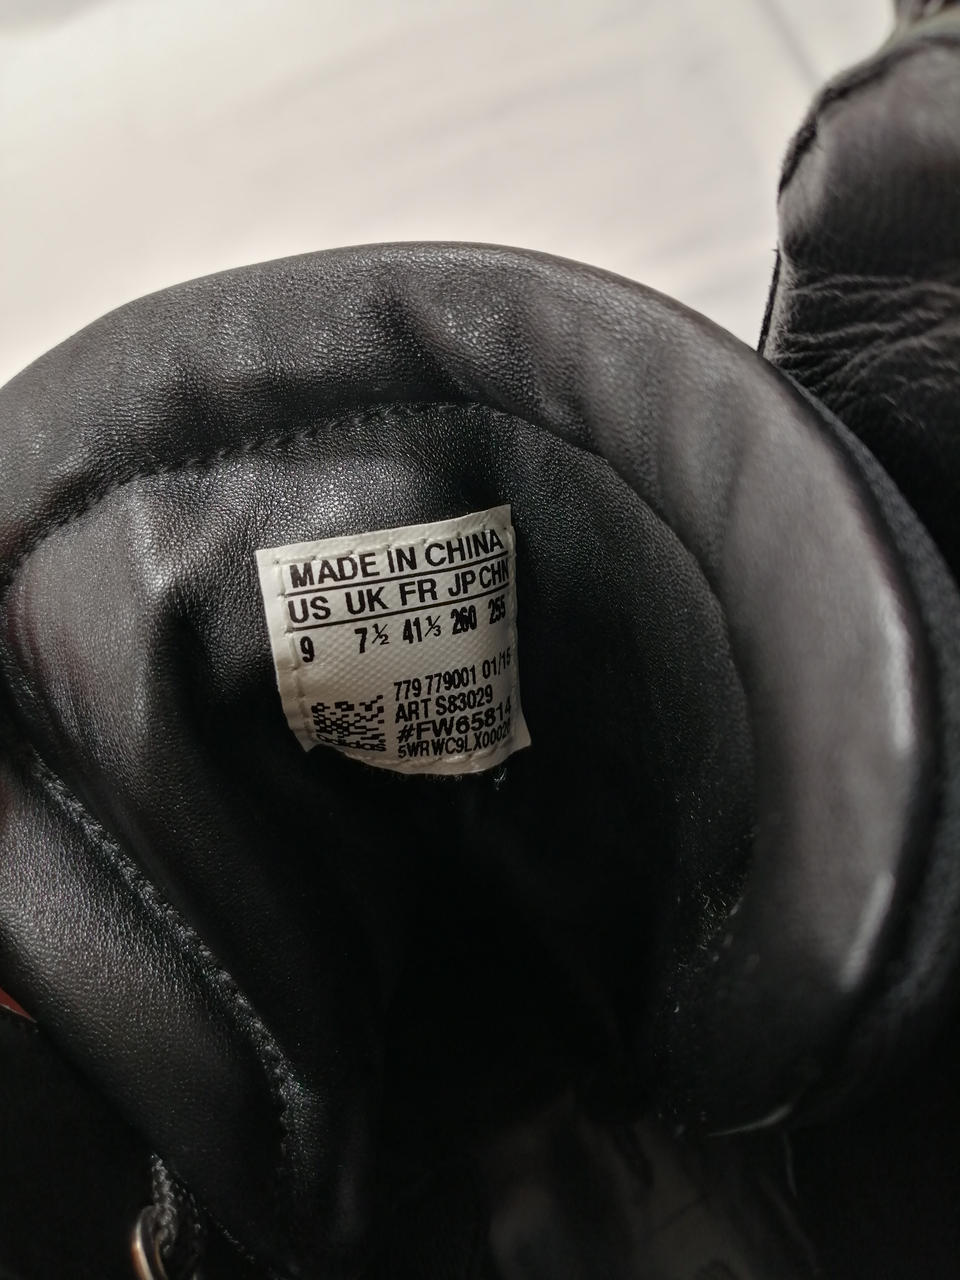 MADE IN CHINA
US UK FR JP CHN
9 7½ 41⅓ 260 255
779 779001 01/15
ART S83029
#FW65814